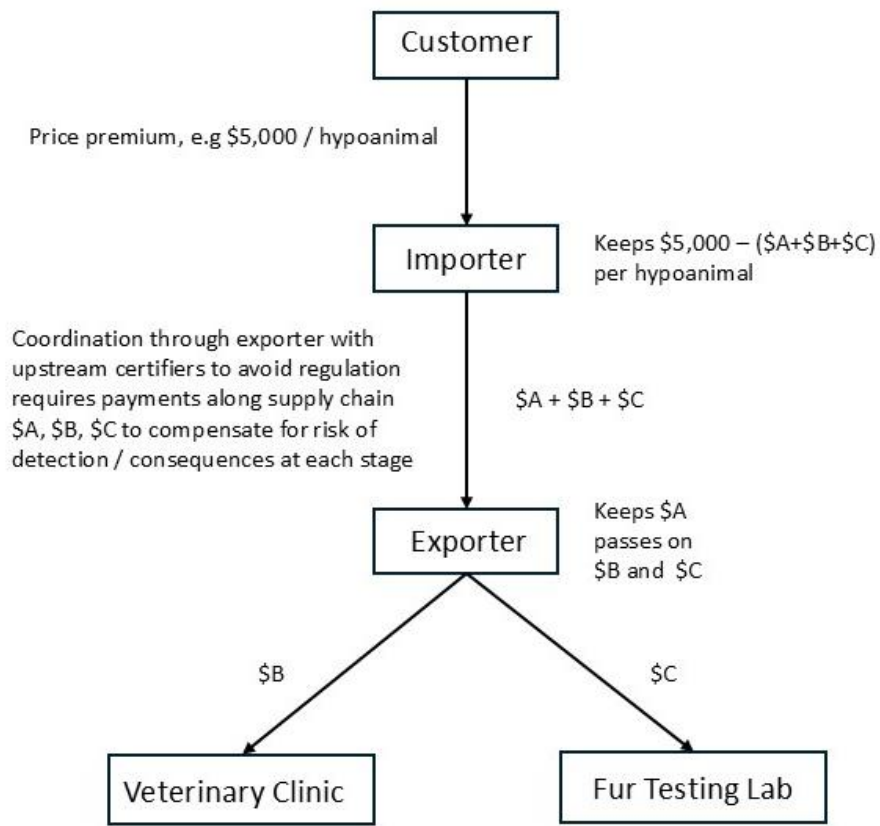 Customer
Price premium, e.g $5,000 / hypoanimal
Importer
Keeps $5,000 – ($A+$B+$C)
per hypoanimal
Coordination through exporter with
upstream certifiers to avoid regulation
requires payments along supply chain
$A, $B, $C to compensate for risk of
detection / consequences at each stage
$A + $B + $C
Exporter
Keeps $A
passes on
$B and $C
$B
$C
Veterinary Clinic
Fur Testing Lab